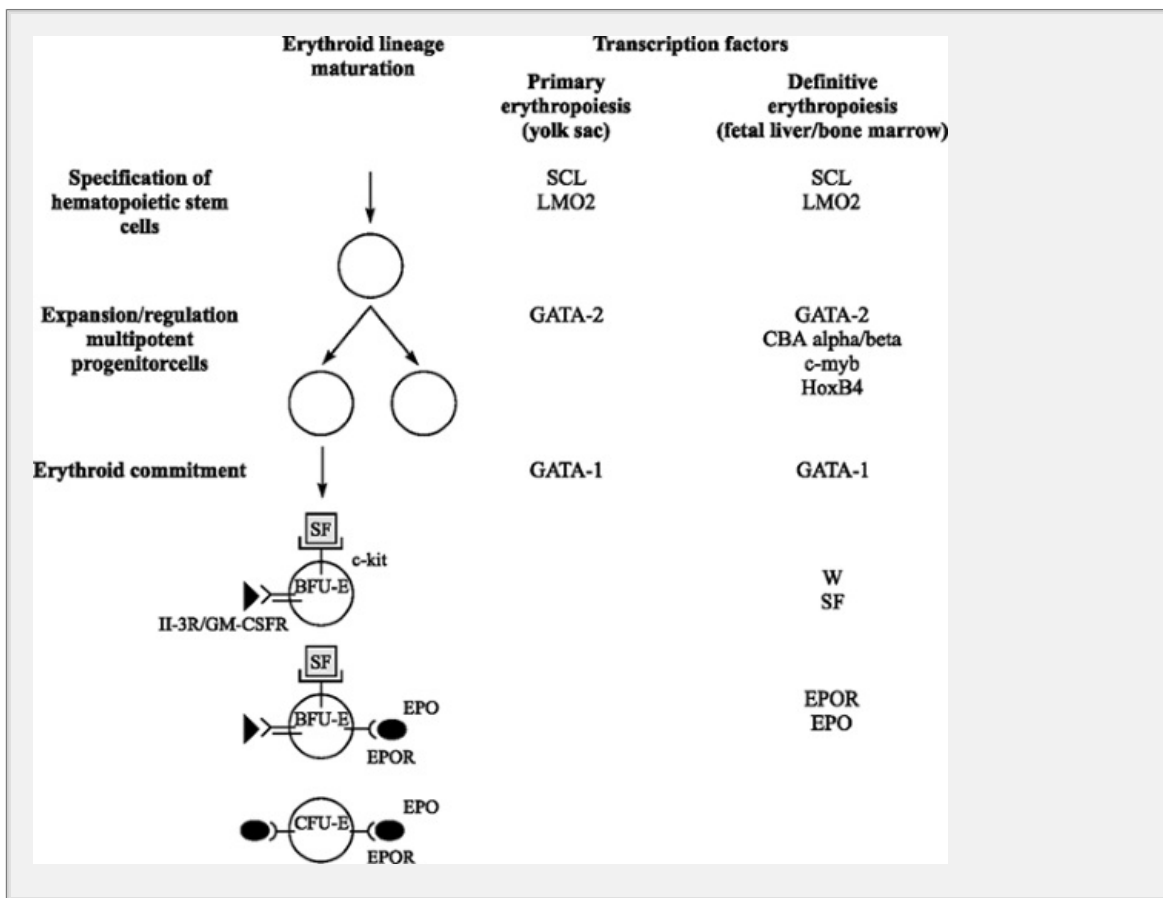 Erythroid lineage
maturation
Transcription factors
Primary
erythropoiesis
(yolk sac)
Definitive
erythropoiesis
(fetal liver/bone marrow)
Specification of
hematopoietic stem
cells
SCL
LMO2
SCL
LMO2
Expansion/regulation
multipotent
progenitorcells
GATA-2
GATA-2
CBA alpha/beta
c-myb
HoxB4
Erythroid commitment
GATA-1
GATA-1
SF
c-kit
BFU-E
II-3R/GM-CSFR
W
SF
SF
BFU-E
EPO
EPOR
EPOR
EPO
CFU-E
EPO
EPOR